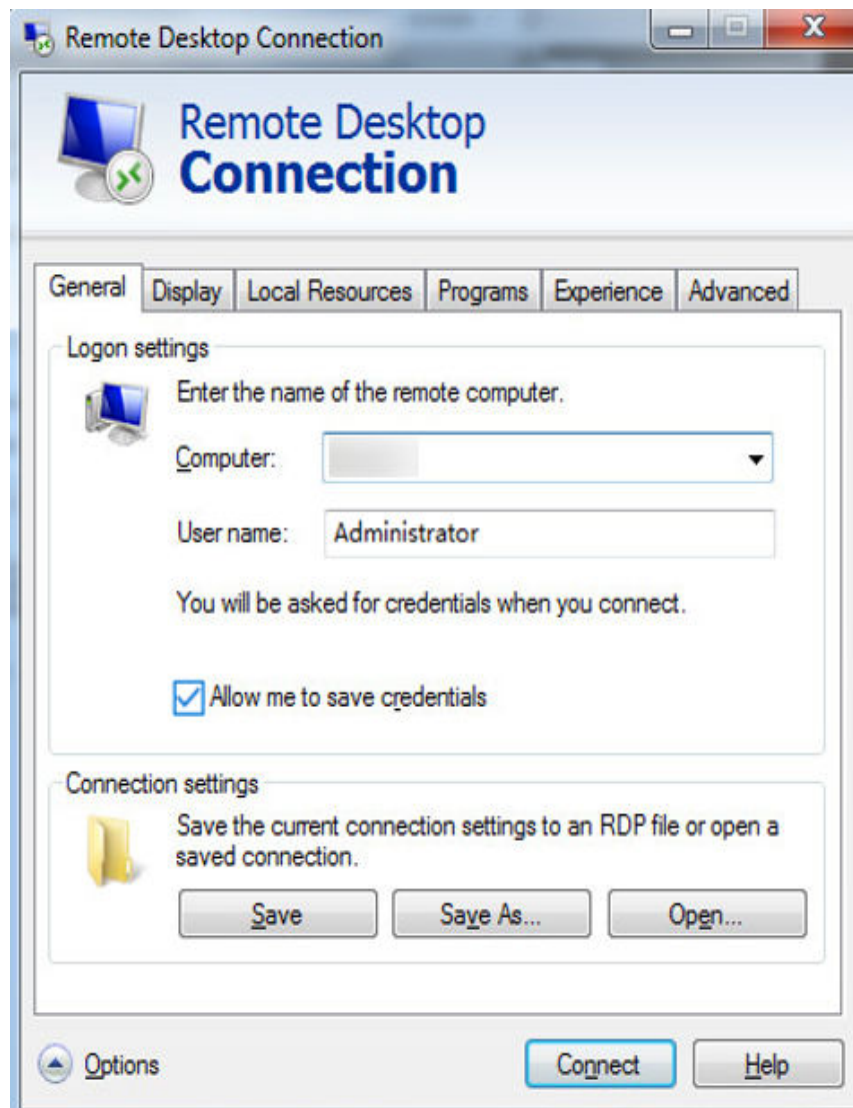 Remote Desktop Connection
Remote Desktop
Connection
General Display Local Resources Programs Experience Advanced
Logon settings
Enter the name of the remote computer.
Computer:
User name: Administrator
You will be asked for credentials when you connect.
Allow me to save credentials
Connection settings
Save the current connection settings to an RDP file or open a
saved connection.
Save Save As... Open...
Options Connect Help